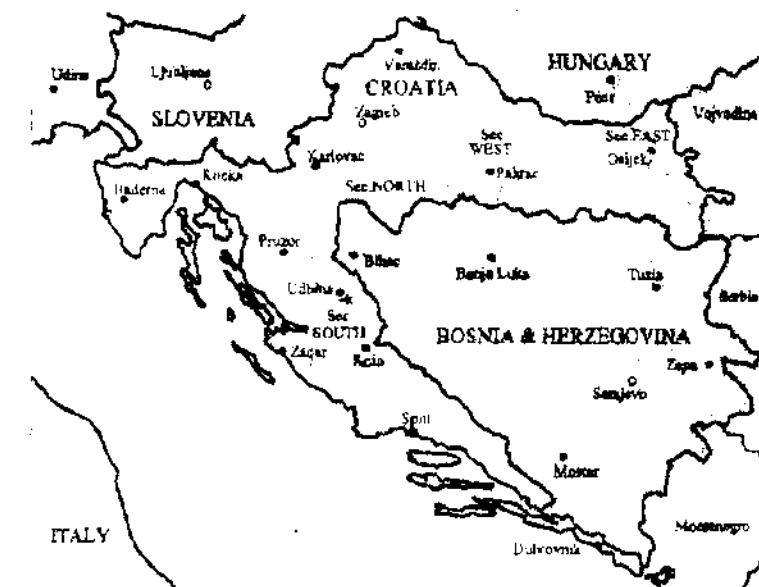 HUNGARY
Varazdin
Udine
Ljubljana
CROATIA
Pecs
Vojvodina
SLOVENIA
Zagreb
Sec
WEST
Sec.EAST
Osijek
Karlovac
Baderna
Rijeka
Sec.NORTH
Pakrac
Bihac
Banja Luka
Tuzla
Udbina
Serbia
Sec
SOUTH
BOSNIA & HERZEGOVINA
Zadar
Knin
Zepa
Sarajevo
Split
Mostar
ITALY
Montenegro
Dubrovnik